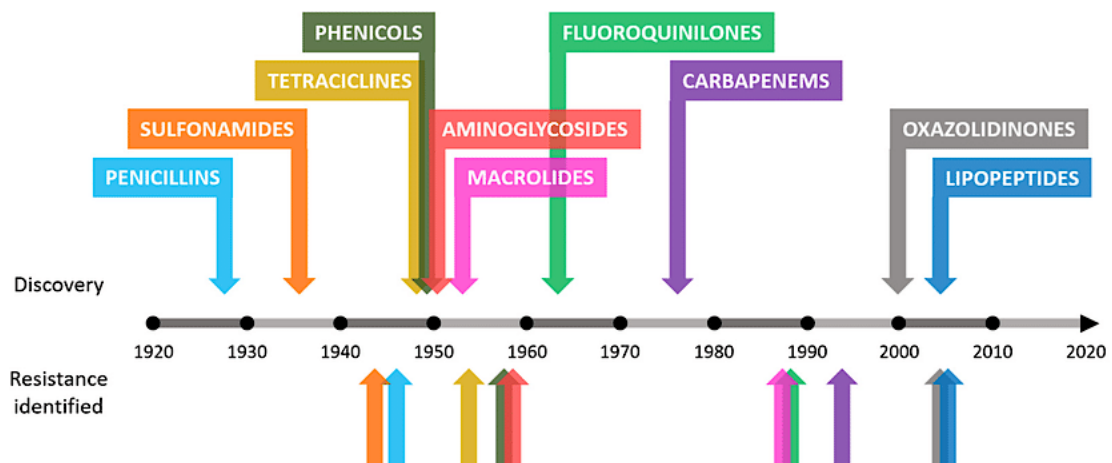 PHENICOLS
FLUOROQUINILONES
TETRACICLINES
CARBAPENEMS
SULFONAMIDES
AMINOGLYCOSIDES
OXAZOLIDINONES
PENICILLINS
MACROLIDES
LIPOPEPTIDES
Discovery
1920 1930 1940 1950 1960 1970 1980 1990 2000 2010 2020
Resistance
identified